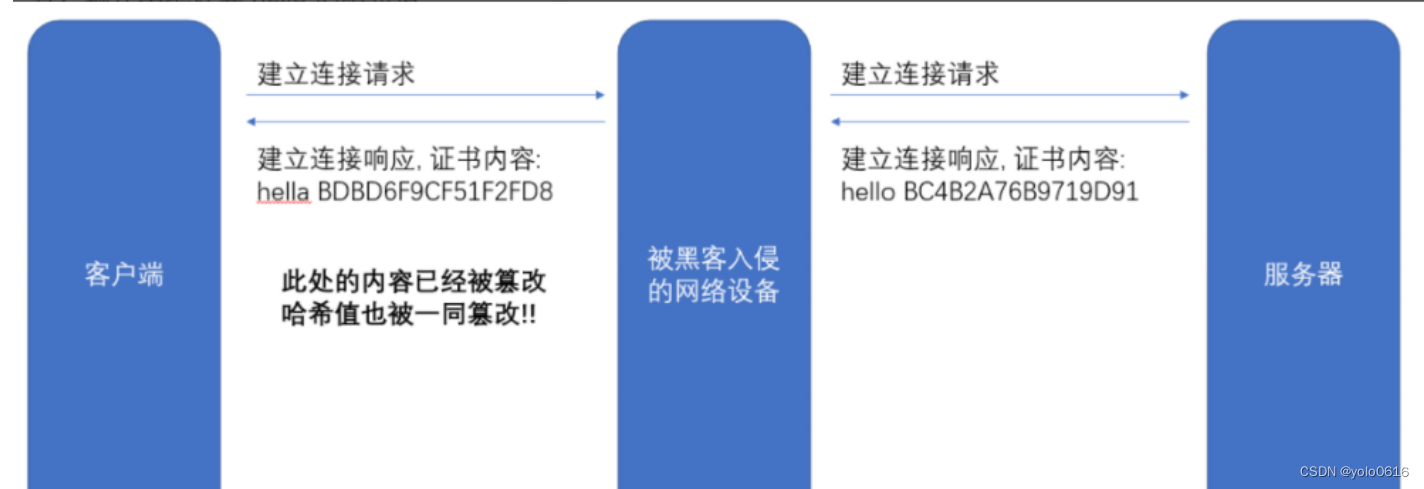 建立连接请求
建立连接请求
建立连接响应, 证书内容:
hella BDBD6F9CF51F2FD8
建立连接响应, 证书内容:
hello BC4B2A76B9719D91
客户端
此处的内容已经被篡改
哈希值也被一同篡改!!
被黑客入侵
的网络设备
服务器
CSDN @yolo0616